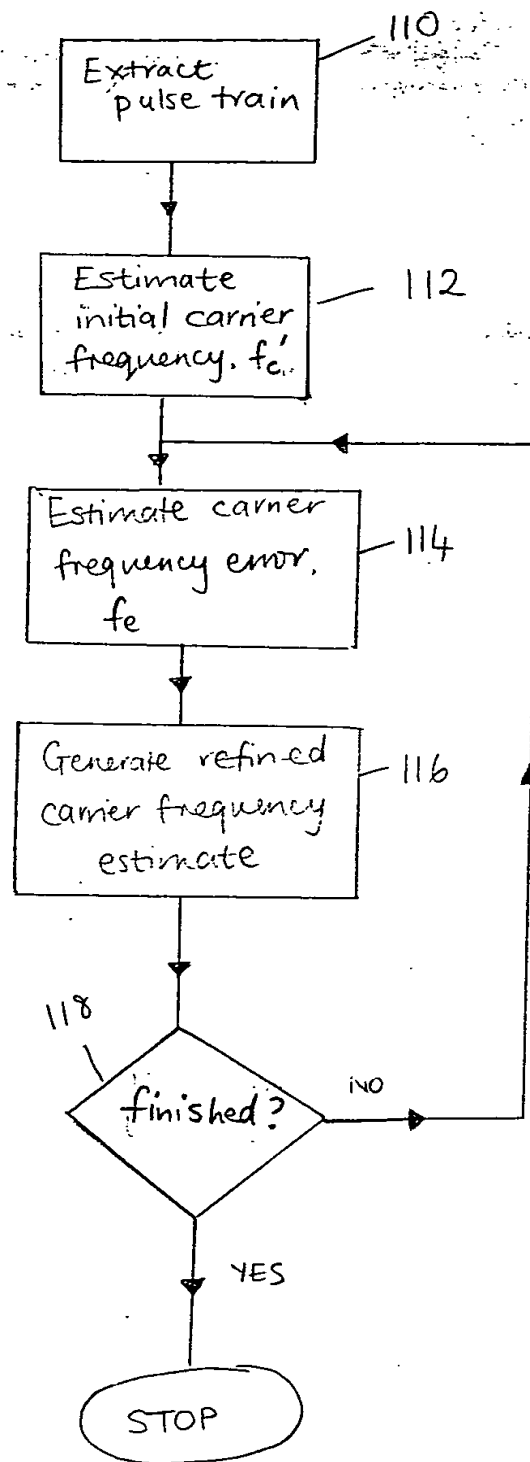 110
Extract
pulse train
112
Estimate
initial carrier
frequency, fc'
114
Estimate carrier
frequency error,
fe
116
Generate refined
carrier frequency
estimate
118
finished?
NO
YES
STOP